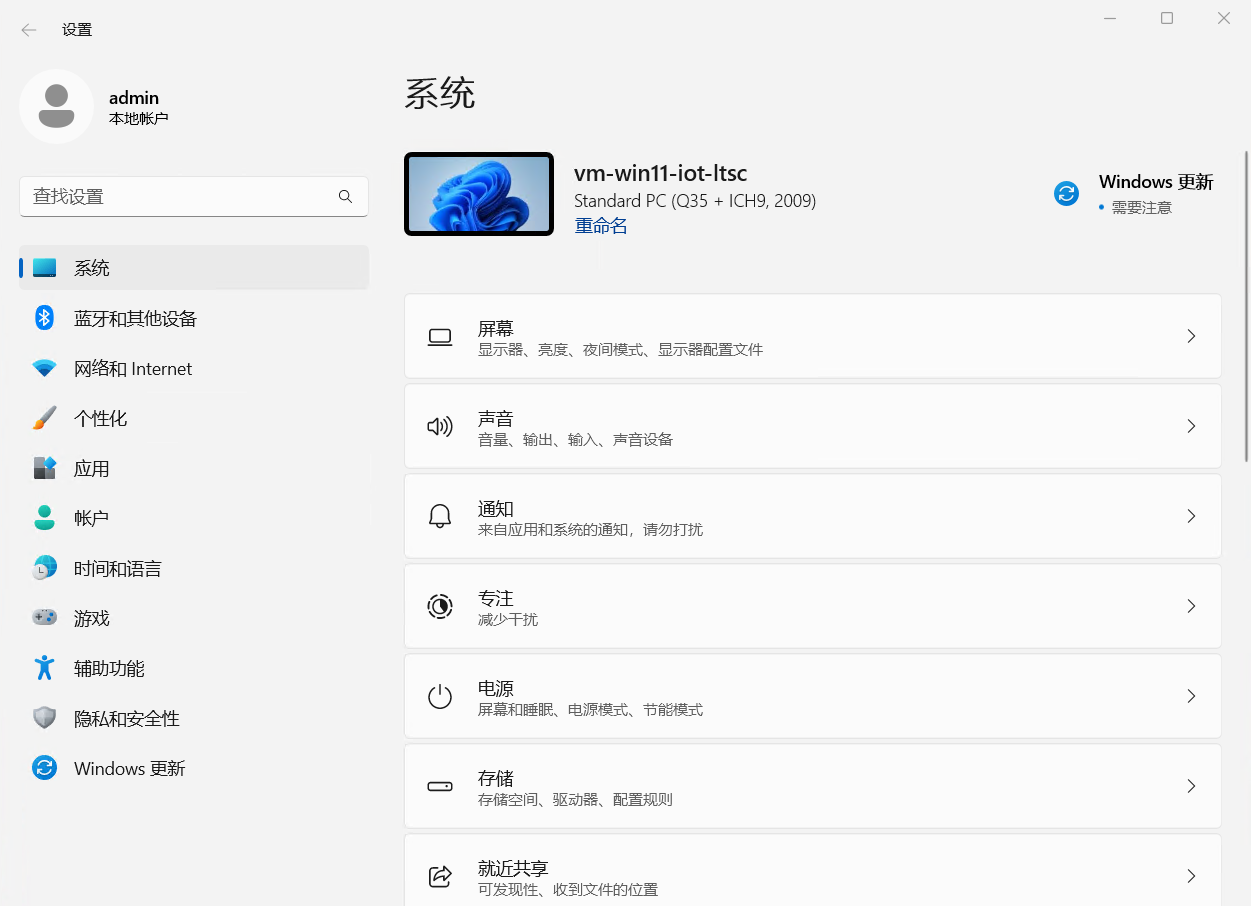 设置
admin
本地帐户
查找设置
系统
蓝牙和其他设备
网络和 Internet
个性化
应用
帐户
时间和语言
游戏
辅助功能
隐私和安全性
Windows 更新
系统
vm-win11-iot-ltsc
Standard PC (Q35 + ICH9, 2009)
重命名
Windows 更新
• 需要注意
屏幕
显示器、亮度、夜间模式、显示器配置文件
声音
音量、输出、输入、声音设备
通知
来自应用和系统的通知，请勿打扰
专注
减少干扰
电源
屏幕和睡眠、电源模式、节能模式
存储
存储空间、驱动器、配置规则
就近共享
可发现性、收到文件的位置